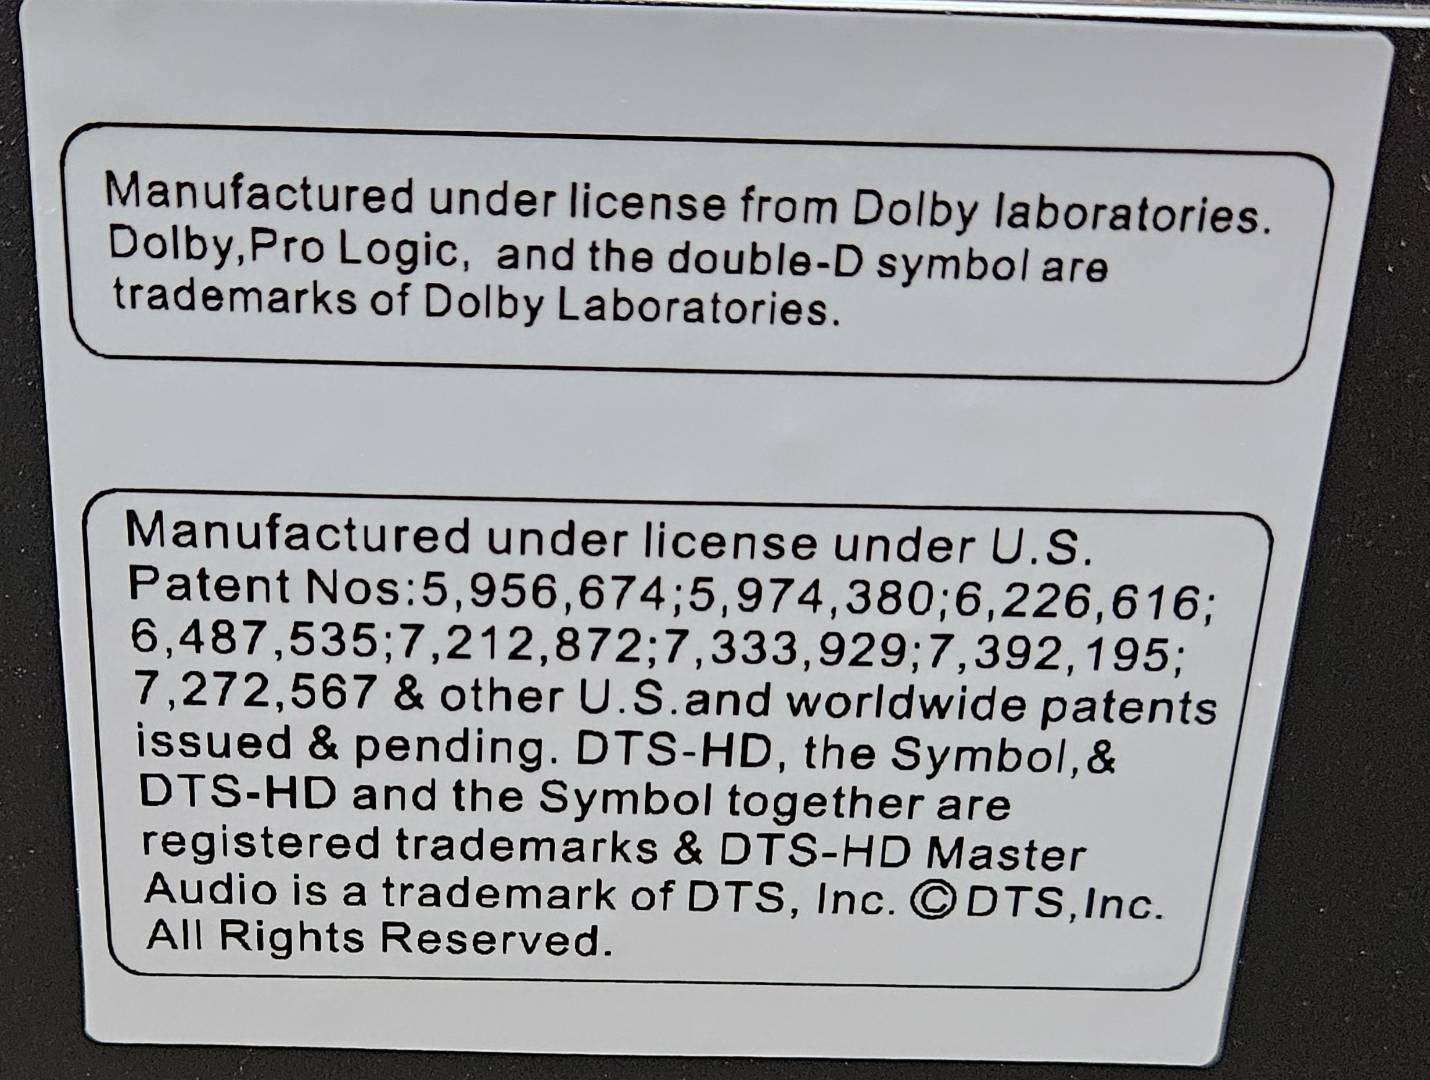 Manufactured under license from Dolby laboratories.
Dolby,Pro Logic, and the double-D symbol are
trademarks of Dolby Laboratories.
Manufactured under license under U.S.
Patent Nos:5,956,674;5,974,380;6,226,616;
6,487,535;7,212,872;7,333,929;7,392,195;
7,272,567 & other U.S.and worldwide patents
issued & pending. DTS-HD, the Symbol,&
DTS-HD and the Symbol together are
registered trademarks & DTS-HD Master
Audio is a trademark of DTS, Inc. ©DTS,Inc.
All Rights Reserved.